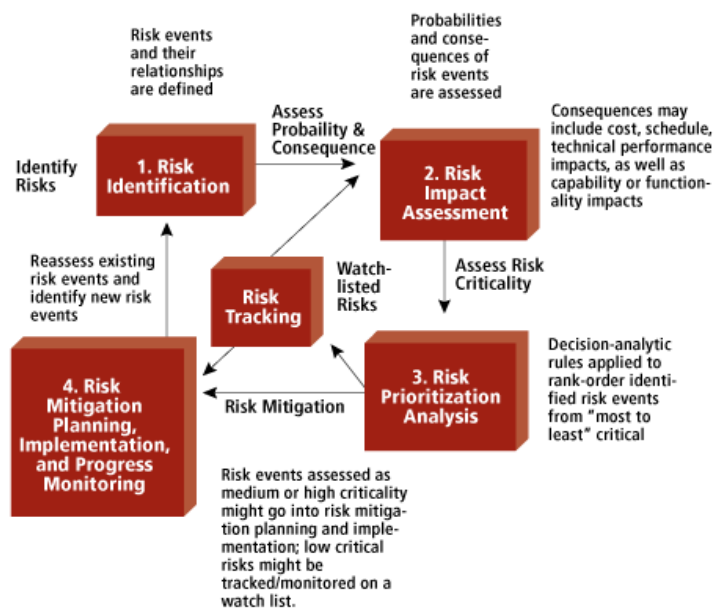 Risk events
and their
relationships
are defined
Probabilities
and conse-
quences of
risk events
are assessed
Assess
Probaility &
Consequence
Identify
Risks
1. Risk
Identification
2. Risk
Impact
Assessment
Consequences may
include cost, schedule,
technical performance
impacts, as well as
capability or function-
ality impacts
Reassess existing
risk events and
identify new risk
events
Risk
Tracking
Watch-
listed
Risks
Assess Risk
Criticality
4. Risk
Mitigation
Planning,
Implementation,
and Progress
Monitoring
Risk Mitigation
3. Risk
Prioritization
Analysis
Decision-analytic
rules applied to
rank-order identi-
fied risk events
from "most to
least" critical
Risk events assessed as
medium or high criticality
might go into risk mitiga-
tion planning and imple-
mentation; low critical
risks might be
tracked/monitored on a
watch list.